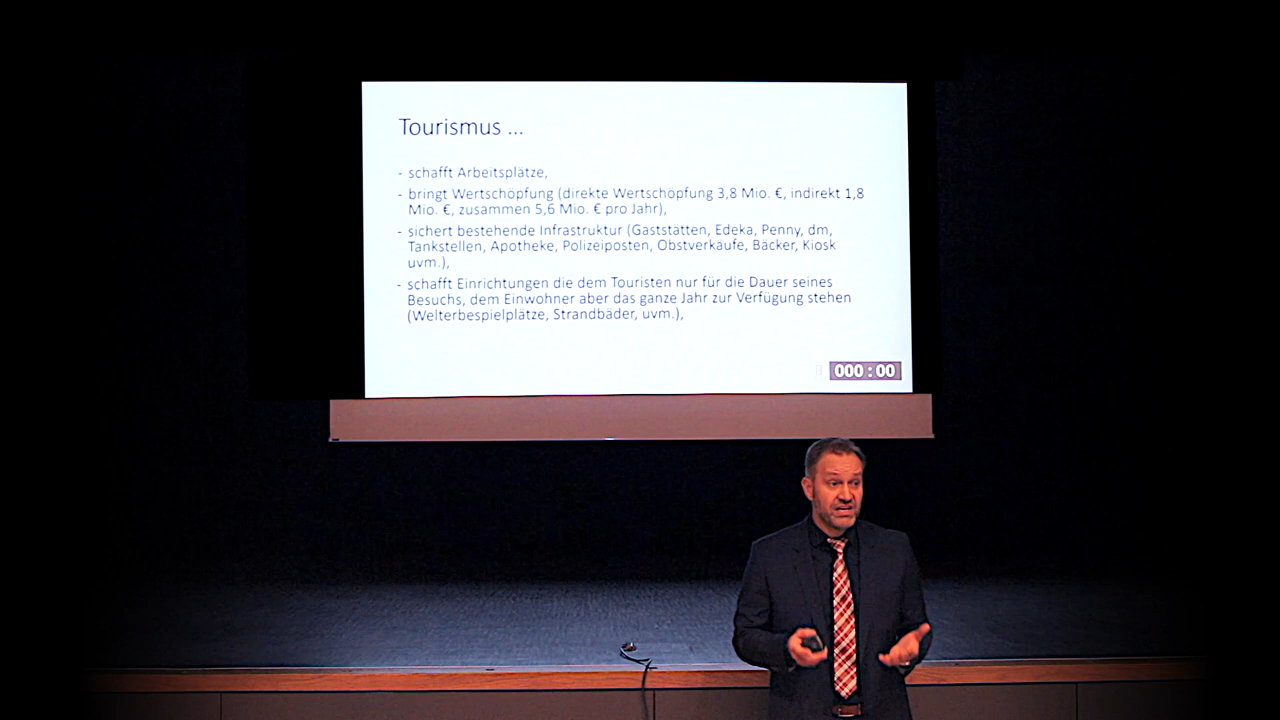 Tourismus ...
- schafft Arbeitsplätze,
- bringt Wertschöpfung (direkte Wertschöpfung 3,8 Mio. €, indirekt 1,8
Mio. €, zusammen 5,6 Mio. € pro Jahr),
- sichert bestehende Infrastruktur (Gaststätten, Edeka, Penny, dm,
Tankstellen, Apotheke, Polizeiposten, Obstverkäufe, Bäcker, Kiosk
uvm.),
- schafft Einrichtungen die dem Touristen nur für die Dauer seines
Besuchs, dem Einwohner aber das ganze Jahr zur Verfügung stehen
(Welterbespielplätze, Strandbäder, uvm.),
000 : 00